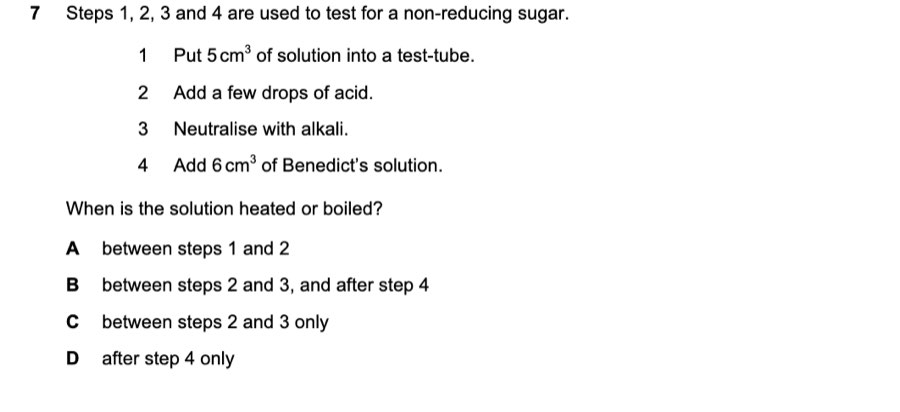 7 Steps 1, 2, 3 and 4 are used to test for a non-reducing sugar.
1 Put 5 cm³ of solution into a test-tube.
2 Add a few drops of acid.
3 Neutralise with alkali.
4 Add 6 cm³ of Benedict's solution.
When is the solution heated or boiled?
A between steps 1 and 2
B between steps 2 and 3, and after step 4
C between steps 2 and 3 only
D after step 4 only